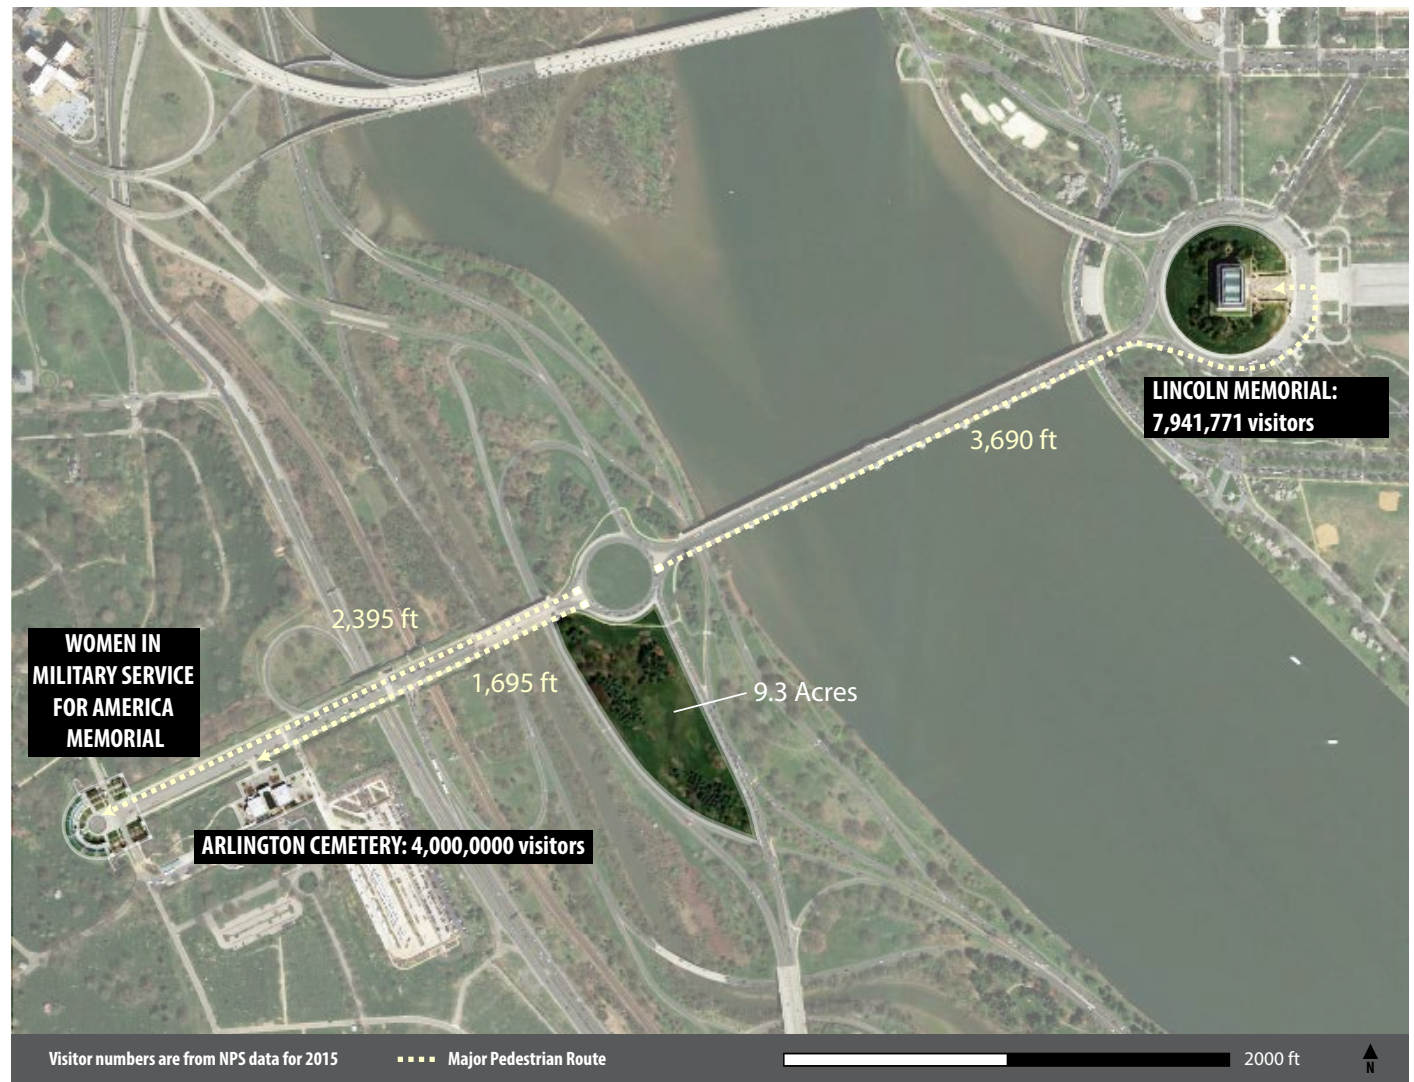 LINCOLN MEMORIAL:
7,941,771 visitors
3,690 ft
2,395 ft
WOMEN IN
MILITARY SERVICE
FOR AMERICA
MEMORIAL
1,695 ft
9.3 Acres
ARLINGTON CEMETERY: 4,000,0000 visitors
Visitor numbers are from NPS data for 2015
Major Pedestrian Route
2000 ft
N